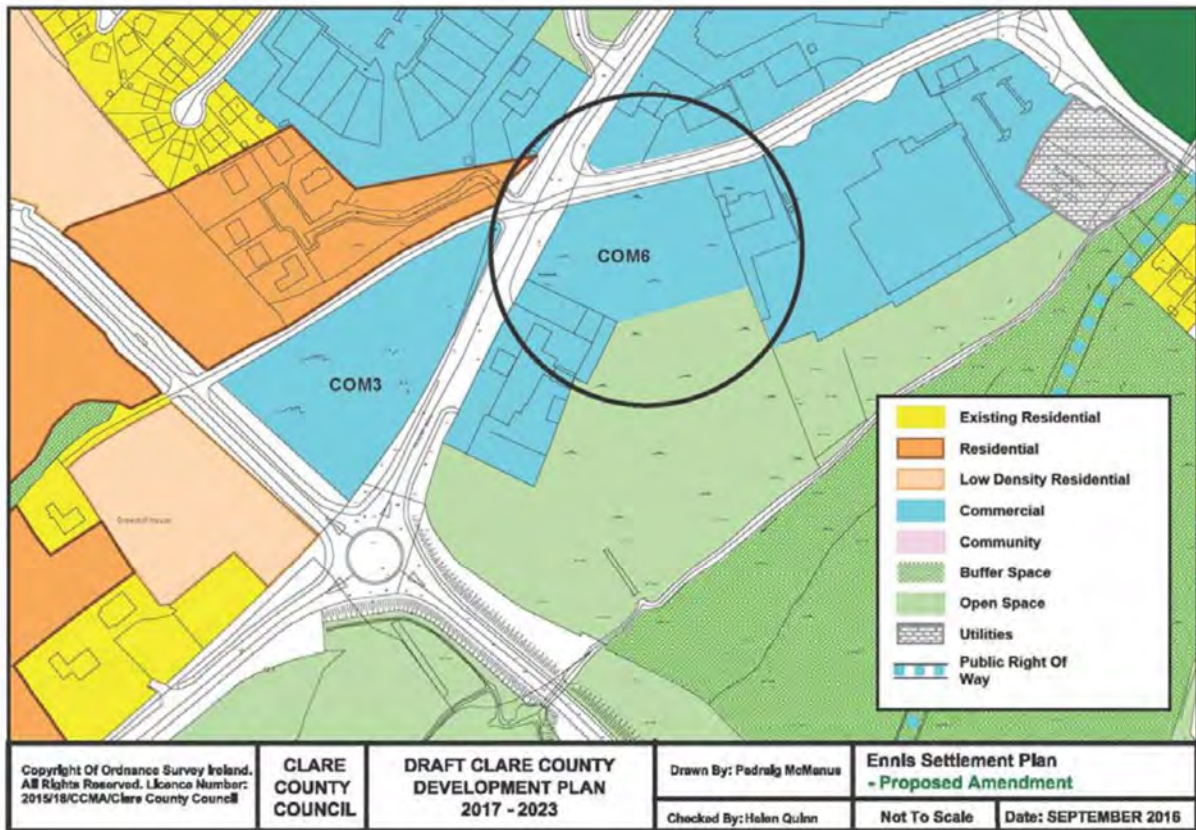 COM6
COM3
Existing Residential
Residential
Low Density Residential
Commercial
Community
Buffer Space
Open Space
Utilities
Public Right Of
Way
Copyright Of Ordnance Survey Ireland.
All Rights Reserved. Licence Number:
2015/18/CCMA/Clare County Council
CLARE
COUNTY
COUNCIL
DRAFT CLARE COUNTY
DEVELOPMENT PLAN
2017 - 2023
Drawn By: Padraig McManus
Checked By: Helen Quinn
Ennis Settlement Plan
- Proposed Amendment
Not To Scale
Date: SEPTEMBER 2016